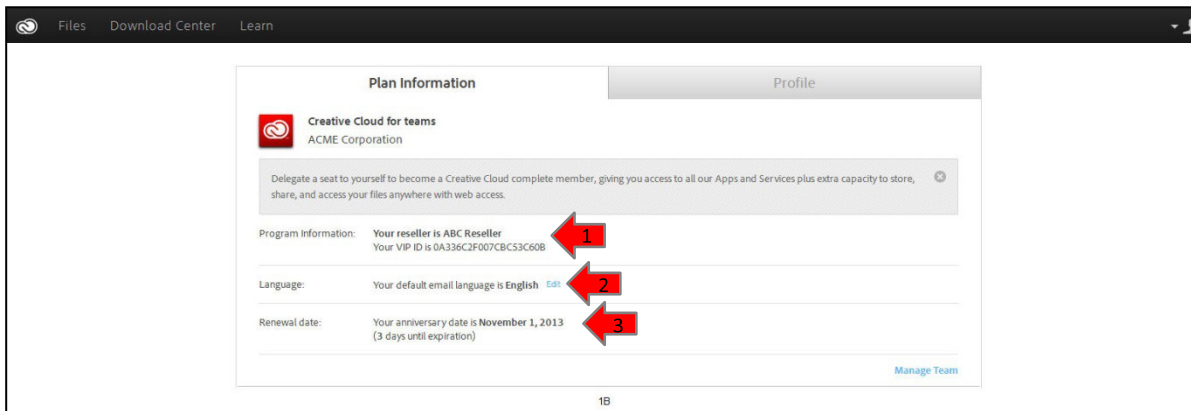 Files Download Center Learn
Plan Information Profile
Creative Cloud for teams
ACME Corporation
Delegate a seat to yourself to become a Creative Cloud complete member, giving you access to all our Apps and Services plus extra capacity to store,
share, and access your files anywhere with web access.
Program Information: Your reseller is ABC Reseller 1
Your VIP ID is 0A336C2F007CBC53C60B
Language: Your default email language is English Edit 2
Renewal date: Your anniversary date is November 1, 2013 3
(3 days until expiration)
Manage Team
1B